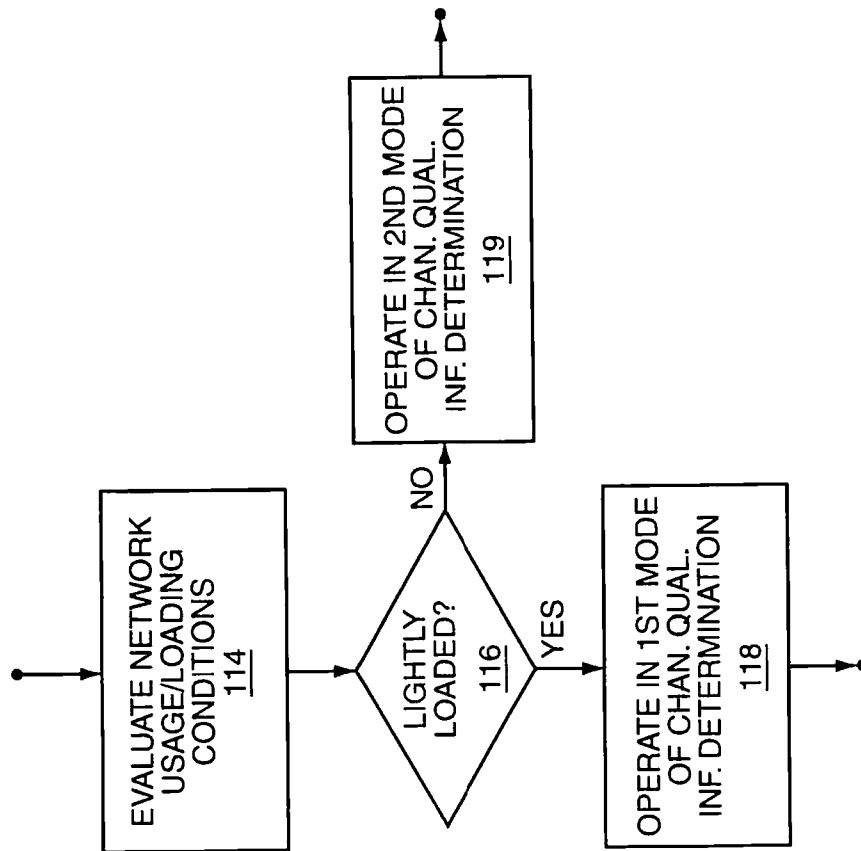 EVALUATE NETWORK
USAGE/LOADING
CONDITIONS
114
LIGHTLY
LOADED?
116
NO
YES
OPERATE IN 2ND MODE
OF CHAN. QUAL.
INF. DETERMINATION
119
OPERATE IN 1ST MODE
OF CHAN. QUAL.
INF. DETERMINATION
118